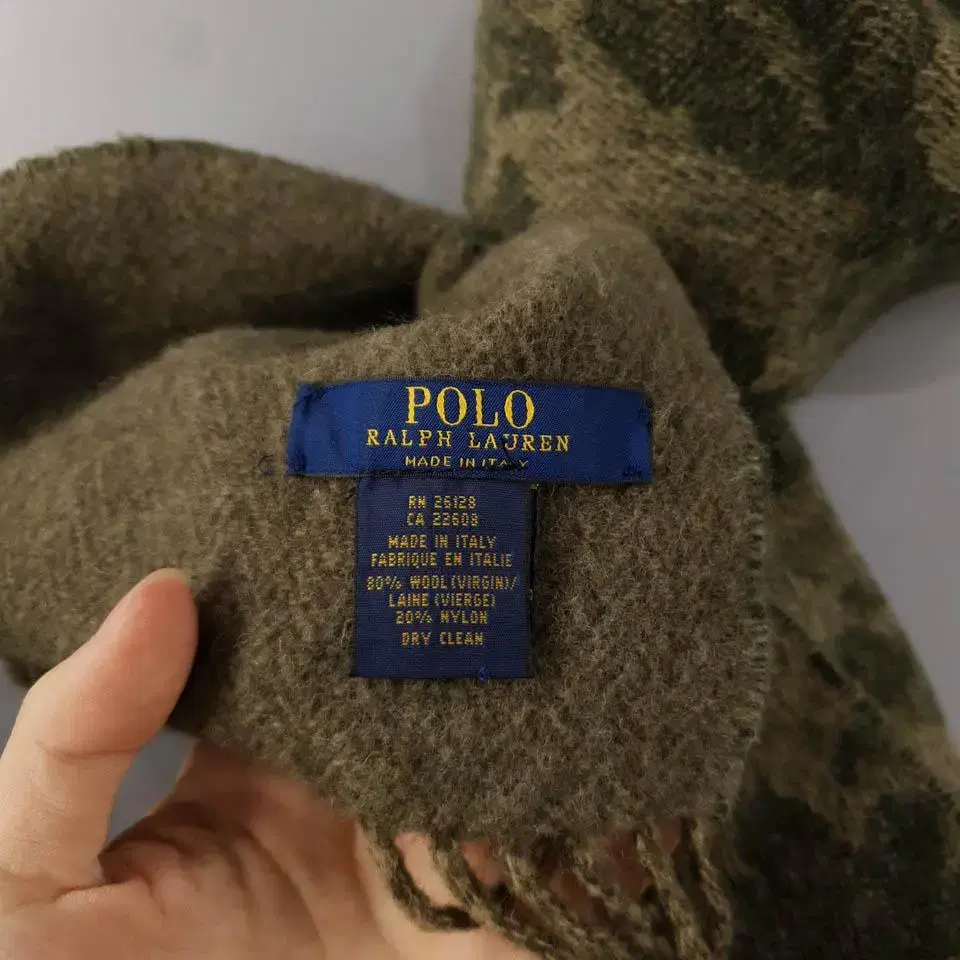 POLO
RALPH LAUREN
MADE IN ITALY
RN 26128
CA 22608
MADE IN ITALY
FABRIQUE EN ITALIE
80% WOOL(VIRGIN)/
LAINE (VIERGE)
20% NYLON
DRY CLEAN